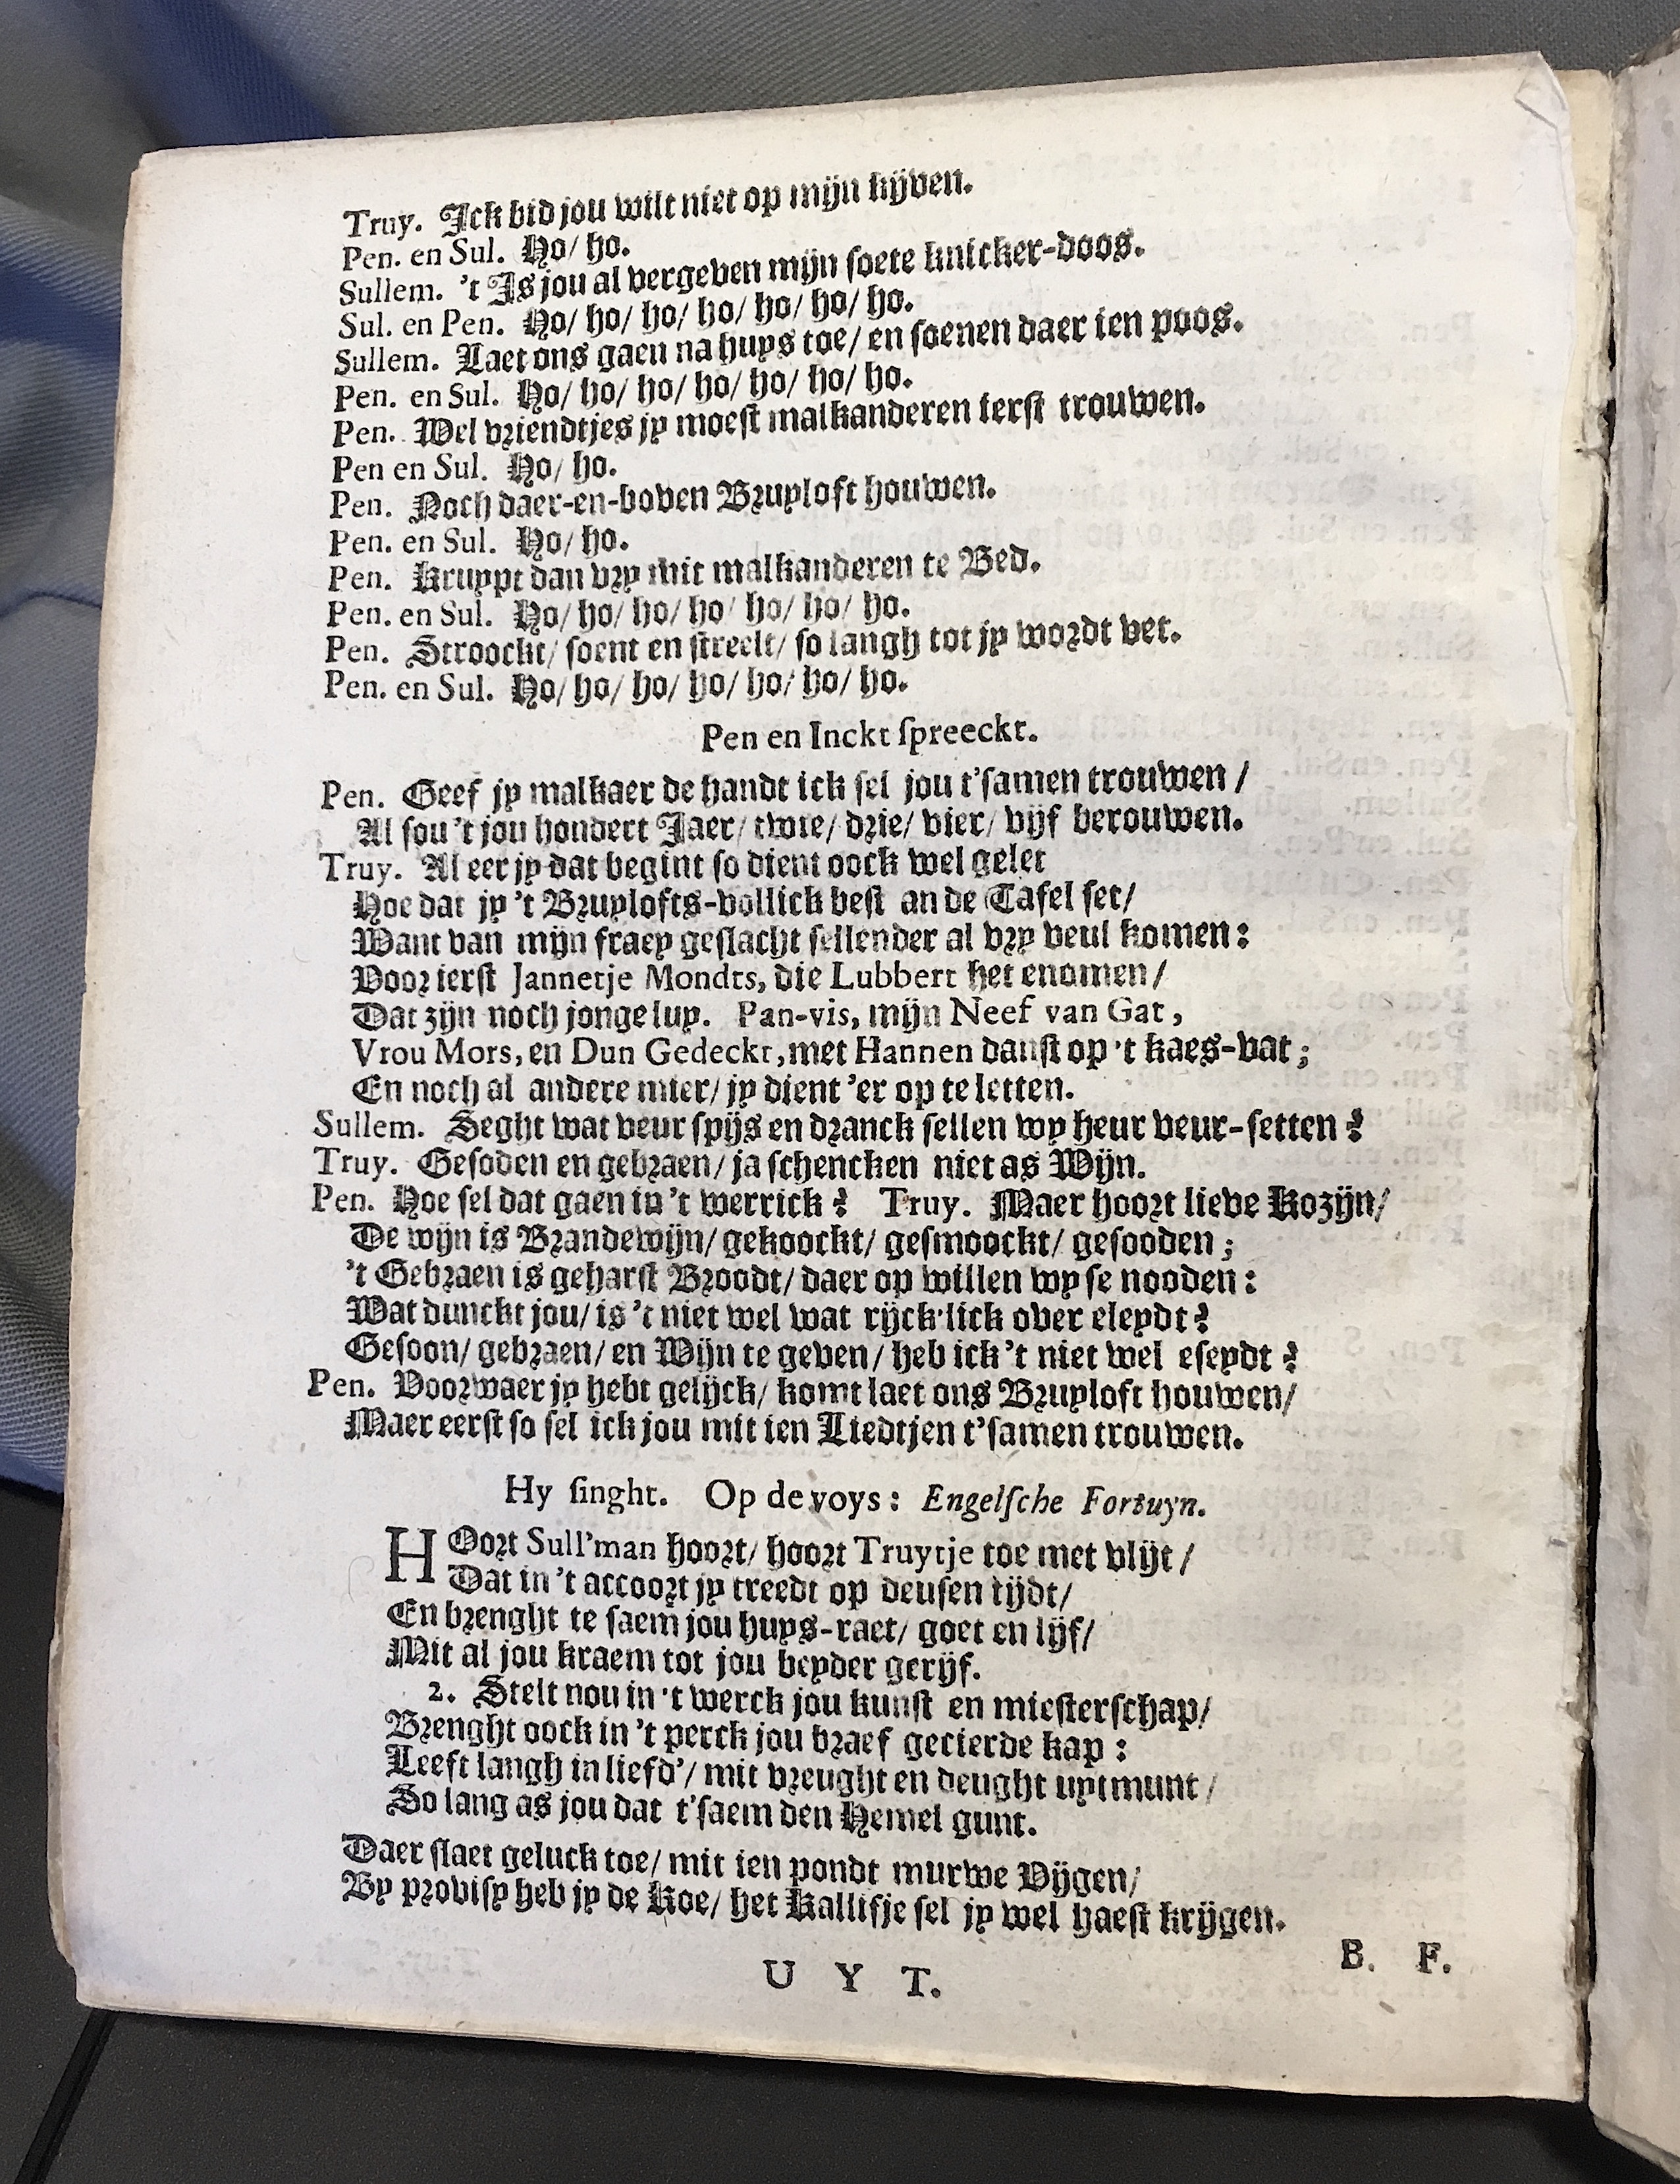 Truy. Ick bid jou wilt niet op mijn kijven.
Pen. en Sul. Ho/ ho.
Sullem. 't Is jou al vergeven mijn soete knicker-doos.
Sul. en Pen. Ho/ ho/ ho/ ho/ ho/ ho/ ho.
Sullem. Laet ons gaen na huys toe/ en soenen daer ien poos.
Pen. en Sul. Ho/ ho/ ho/ ho/ ho/ ho/ ho.
Pen. Wel vriendtjes jy moest malkanderen ierst trouwen.
Pen en Sul. Ho/ ho.
Pen. Noch daer-en-boven Bruyloft houwen.
Pen. en Sul. Ho/ ho.
Pen. Kruypt dan vry mit malkanderen te Bed.
Pen. en Sul. Ho/ ho/ ho/ ho/ ho/ ho/ ho.
Pen. Stroockt/ soent en streelt/ so langh tot jy wordt vet.
Pen. en Sul. Ho/ ho/ ho/ ho/ ho/ ho/ ho.
Pen en Inckt spreeckt.
Pen. Geef jy malkaer de handt ick sel jou t'samen trouwen /
Al sou 't jou hondert Jaer/ twie/ drie/ vier/ vijf berouwen.
Truy. Al eer jy dat begint so dient oock wel gelet
Hoe dat jy 't Bruylofts-vollick best an de Tafel set/
Want van mijn fraey geslacht sellender al vry veul komen:
Voor ierst Jannetje Mondts, die Lubbert het enomen/
Dat zijn noch jonge luy. Pan-vis, mijn Neef van Gat,
Vrou Mors, en Dun Gedeckt, met Hannen danst op 't kaes-vat;
En noch al andere mier/ jy dient 'er op te letten.
Sullem. Seght wat veur spijs en dranck sellen wy heur veur-setten?
Truy. Gesoden en gebraen/ ja schencken niet as Wijn.
Pen. Hoe sel dat gaen in 't werrick? Truy. Maer hoort lieve Kozijn/
De wijn is Brandewijn/ gekoockt/ gesmoockt/ gesooden;
't Gebraen is geharst Broodt/ daer op willen wy se nooden:
Wat dunckt jou/ is 't niet wel wat rijck'lick over eleydt?
Gesoon/ gebraen/ en Wijn te geven/ heb ick 't niet wel eseydt?
Pen. Voorwaer jy hebt gelijck/ komt laet ons Bruyloft houwen/
Maer eerst so sel ick jou mit ien Liedtjen t'samen trouwen.
Hy singht. Op de voys: Engelsche Fortuyn.
HOort Sull'man hoort/ hoort Truytje toe met vlijt /
Dat in 't accoort jy treedt op deusen tijdt/
En brenght te saem jou huys-raet/ goet en lijf/
Mit al jou kraem tot jou beyder gerijf.
2. Stelt nou in 't werck jou kunst en miesterschap/
Brenght oock in 't perck jou braef gecierde kap:
Leeft langh in liefd'/ mit vreught en deught uytmunt /
So lang as jou dat t'saem den Hemel gunt.
Daer slaet geluck toe/ mit ien pondt murwe Vijgen/
By provisy heb jy de Koe/ het Kallifje sel jy wel haest krijgen.
B. F.
U Y T.